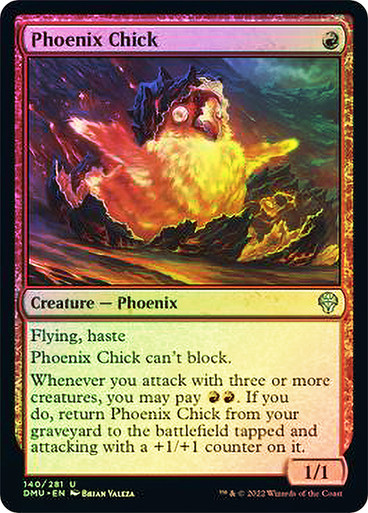 Phoenix Chick
Creature — Phoenix
Flying, haste
Phoenix Chick can't block.
Whenever you attack with three or more
creatures, you may pay. If you
do, return Phoenix Chick from your
graveyard to the battlefield tapped and
attacking with a +1/+1 counter on it.
1/1
140/281 U
DMU • EN Brian Valeza
™ & © 2022 Wizards of the Coast